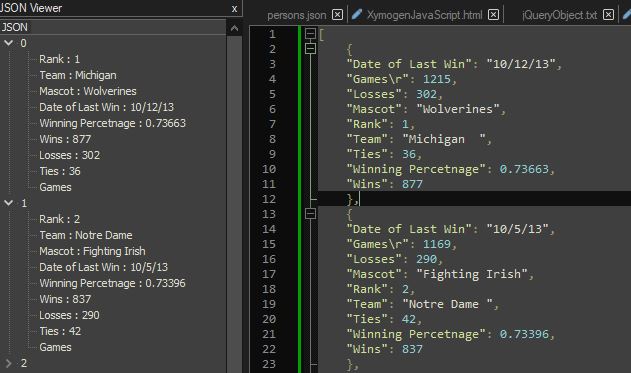 JSON Viewer x
persons.json XymogenJavaScript.html jQueryObject.txt
JSON
0
Rank : 1
Team : Michigan
Mascot : Wolverines
Date of Last Win : 10/12/13
Winning Percetnage : 0.73663
Wins : 877
Losses : 302
Ties : 36
Games
1
Rank : 2
Team : Notre Dame
Mascot : Fighting Irish
Date of Last Win : 10/5/13
Winning Percetnage : 0.73396
Wins : 837
Losses : 290
Ties : 42
Games
2
1 [
2 {
3 "Date of Last Win": "10/12/13",
4 "Games\r": 1215,
5 "Losses": 302,
6 "Mascot": "Wolverines",
7 "Rank": 1,
8 "Team": "Michigan  ",
9 "Ties": 36,
10 "Winning Percetnage": 0.73663,
11 "Wins": 877
12 },
13 {
14 "Date of Last Win": "10/5/13",
15 "Games\r": 1169,
16 "Losses": 290,
17 "Mascot": "Fighting Irish",
18 "Rank": 2,
19 "Team": "Notre Dame ",
20 "Ties": 42,
21 "Winning Percetnage": 0.73396,
22 "Wins": 837
23 },